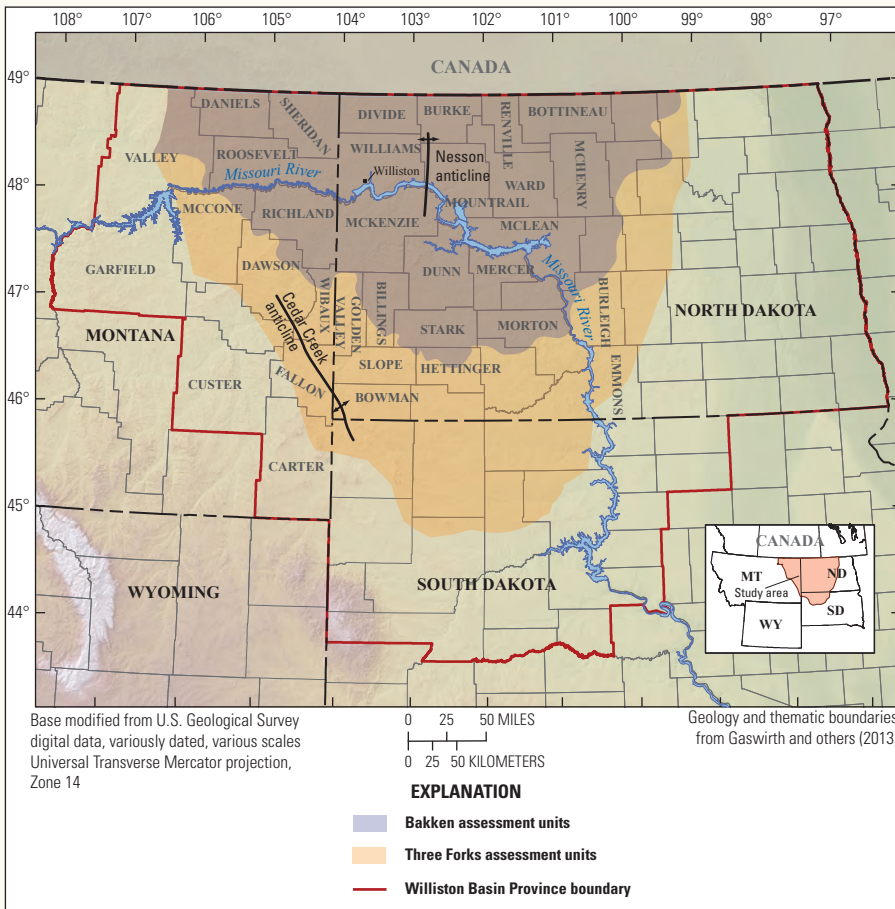 108° 107° 106° 105° 104° 103° 102° 101° 100° 99° 98° 97°
CANADA
49°
DANIELS
SHERIDAN
DIVIDE
BURKE
RENVILLE
BOTTINEAU
VALLEY
ROOSEVELT
WILLIAMS
Williston
Nesson
anticline
WARD
MCHENRY
48°
Missouri River
MCCONE
RICHLAND
MCKENZIE
MOUNTRAIL
MCLEAN
GARFIELD
DAWSON
DUNN
MERCER
Missouri River
BURLEIGH
47°
MONTANA
Cedar Creek
anticline
WIBAUX
GOLDEN
VALLEY
BILLINGS
STARK
MORTON
NORTH DAKOTA
CUSTER
FALLON
SLOPE
HETTINGER
EMMONS
46°
BOWMAN
CARTER
45°
WYOMING
SOUTH DAKOTA
44°
CANADA
MT
ND
Study area
WY
SD
Base modified from U.S. Geological Survey
digital data, variously dated, various scales
Universal Transverse Mercator projection,
Zone 14
0 25 50 MILES
0 25 50 KILOMETERS
Geology and thematic boundaries
from Gaswirth and others (2013
EXPLANATION
Bakken assessment units
Three Forks assessment units
Williston Basin Province boundary